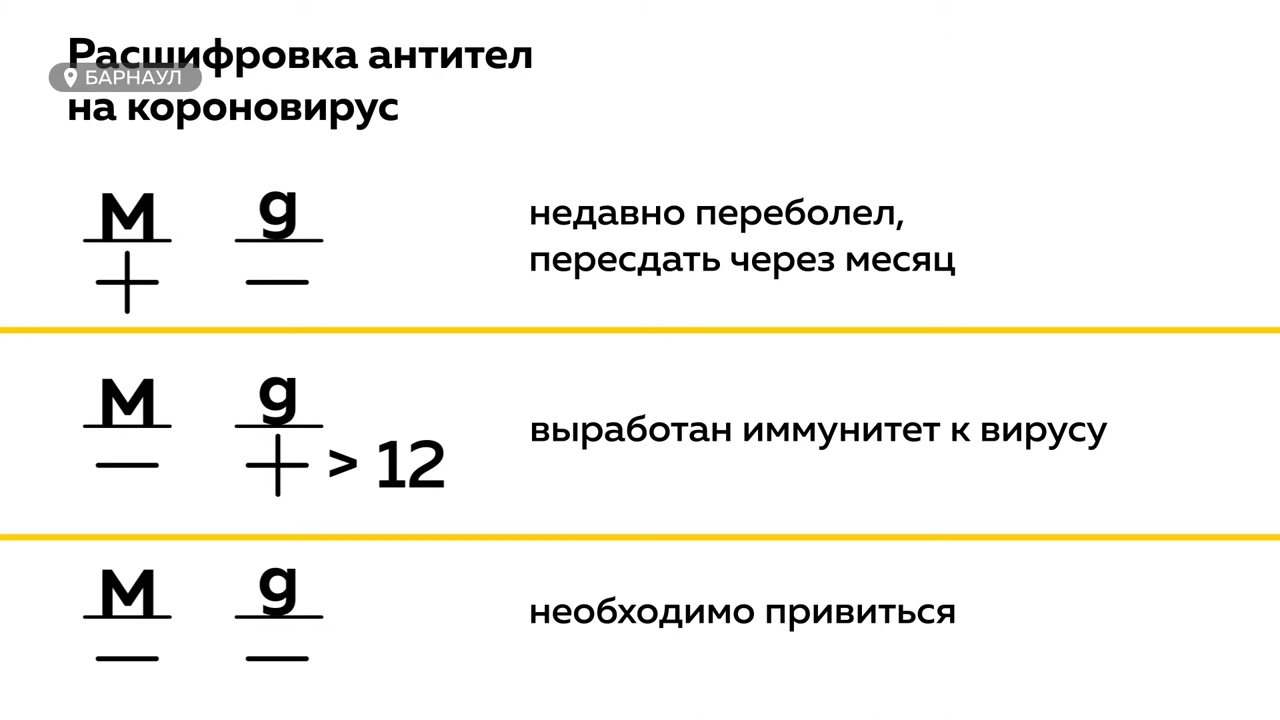 Расшифровка антител
БАРНАУЛ
на короновирус
М g
+ —
недавно переболел,
пересдать через месяц
М g
— + > 12
выработан иммунитет к вирусу
М g
— —
необходимо привиться